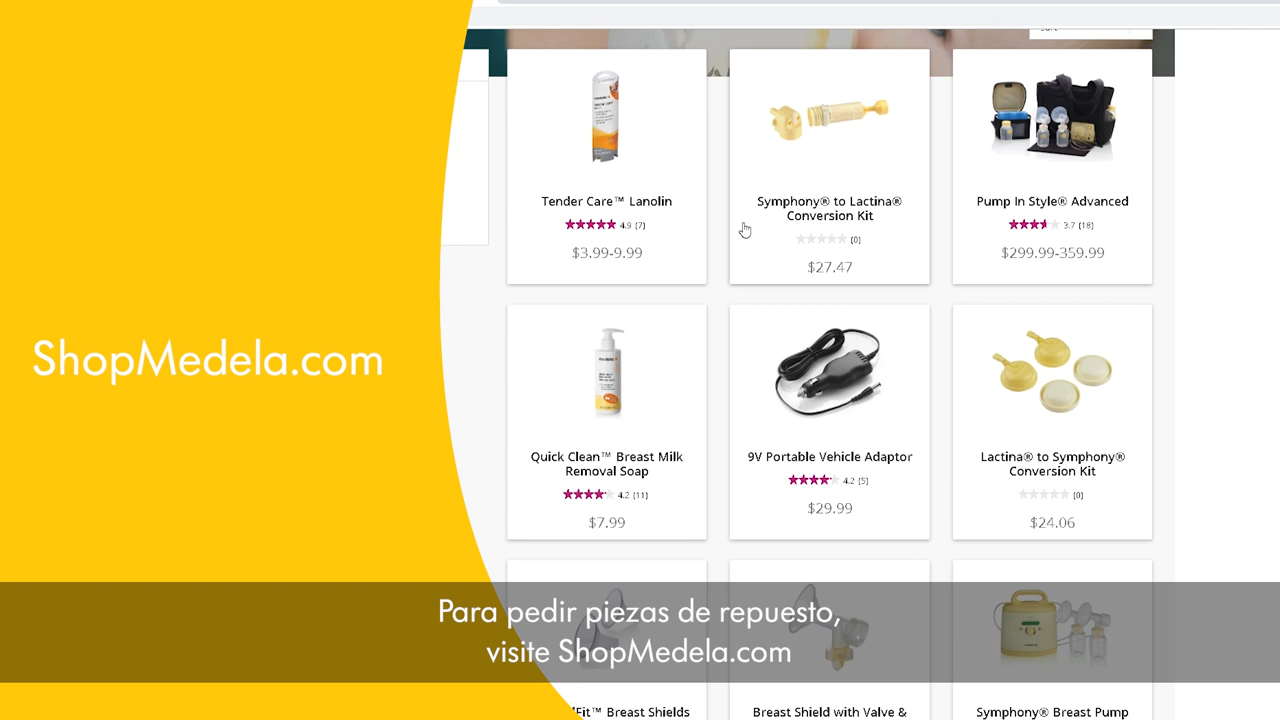 ShopMedela.com
Tender Care™ Lanolin
4.9 (7)
$3.99-9.99
Symphony® to Lactina®
Conversion Kit
(0)
$27.47
Pump In Style® Advanced
3.7 (18)
$299.99-359.99
Quick Clean™ Breast Milk
Removal Soap
4.2 (11)
$7.99
9V Portable Vehicle Adaptor
4.2 (5)
$29.99
Lactina® to Symphony®
Conversion Kit
(0)
$24.06
Para pedir piezas de repuesto,
visite ShopMedela.com
Breast Shields
Breast Shield with Valve &
Symphony® Breast Pump